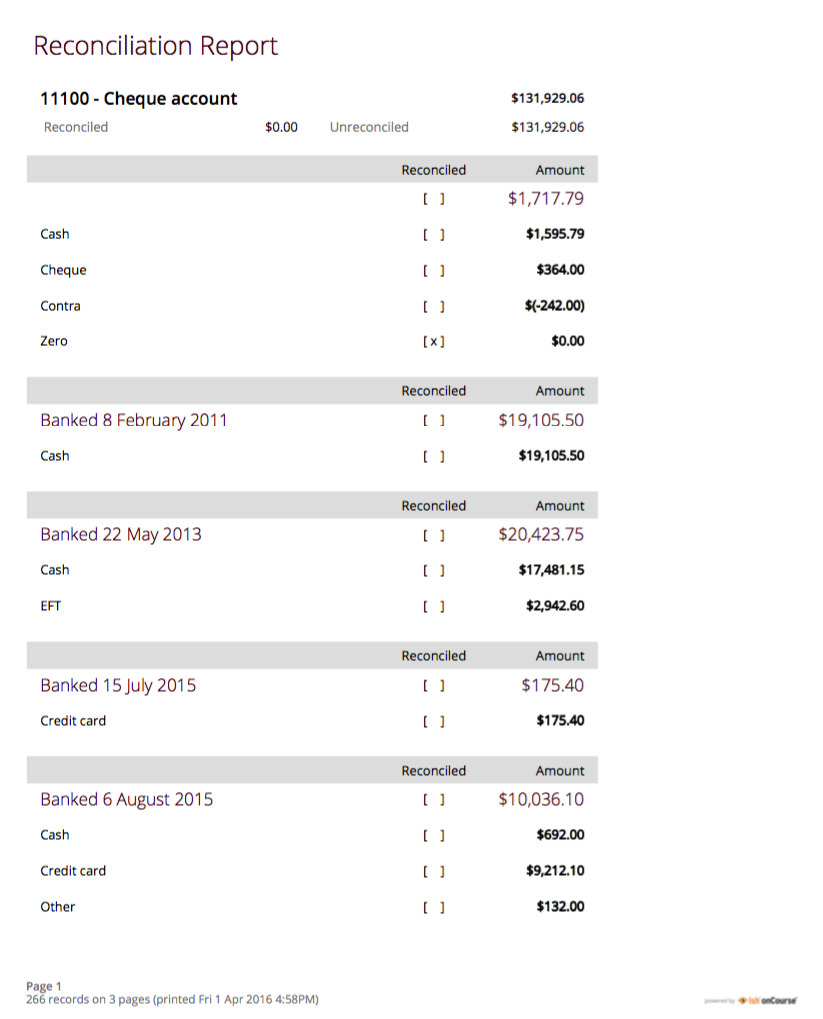 Reconciliation Report
11100 - Cheque account $131,929.06
Reconciled $0.00 Unreconciled $131,929.06
Reconciled Amount
[ ] $1,717.79
Cash [ ] $1,595.79
Cheque [ ] $364.00
Contra [ ] $(-242.00)
Zero [x] $0.00
Reconciled Amount
Banked 8 February 2011 [ ] $19,105.50
Cash [ ] $19,105.50
Reconciled Amount
Banked 22 May 2013 [ ] $20,423.75
Cash [ ] $17,481.15
EFT [ ] $2,942.60
Reconciled Amount
Banked 15 July 2015 [ ] $175.40
Credit card [ ] $175.40
Reconciled Amount
Banked 6 August 2015 [ ] $10,036.10
Cash [ ] $692.00
Credit card [ ] $9,212.10
Other [ ] $132.00
Page 1
266 records on 3 pages (printed Fri 1 Apr 2016 4:58PM)
powered by ish onCourse